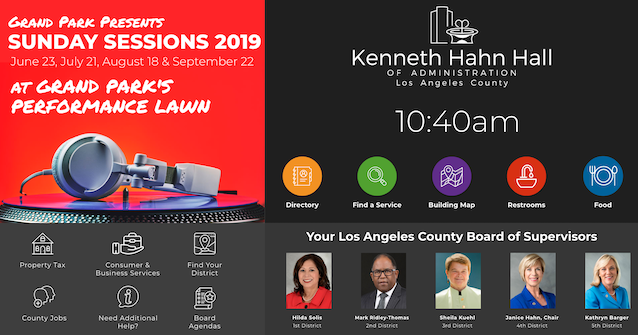 GRAND PARK PRESENTS
SUNDAY SESSIONS 2019
June 23, July 21, August 18 & September 22
AT GRAND PARK'S
PERFORMANCE LAWN
Property Tax
Consumer &
Business Services
Find Your
District
County Jobs
Need Additional
Help?
Board
Agendas
Kenneth Hahn Hall
OF ADMINISTRATION
Los Angeles County
10:40am
Directory
Find a Service
Building Map
Restrooms
Food
Your Los Angeles County Board of Supervisors
Hilda Solis
1st District
Mark Ridley-Thomas
2nd District
Sheila Kuehl
3rd District
Janice Hahn, Chair
4th District
Kathryn Barger
5th District